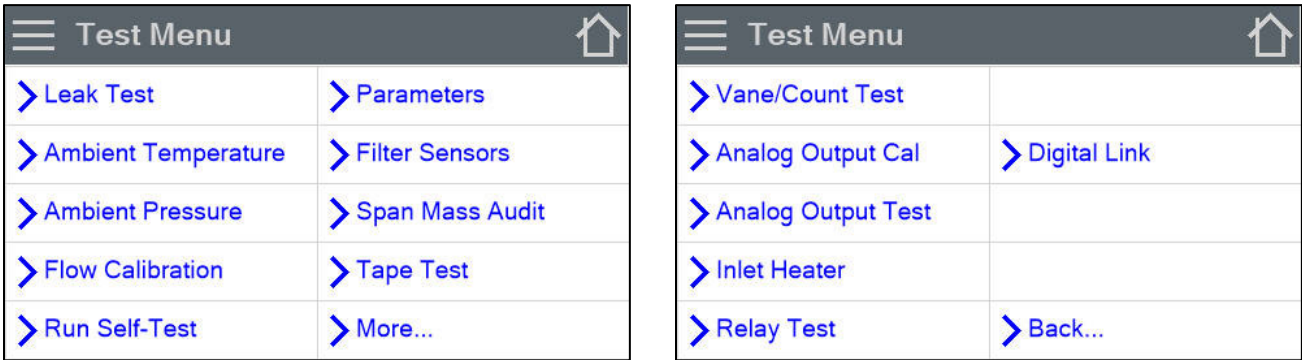 Test Menu
Leak Test
Parameters
Ambient Temperature
Filter Sensors
Ambient Pressure
Span Mass Audit
Flow Calibration
Tape Test
Run Self-Test
More...
Test Menu
Vane/Count Test
Analog Output Cal
Digital Link
Analog Output Test
Inlet Heater
Relay Test
Back...